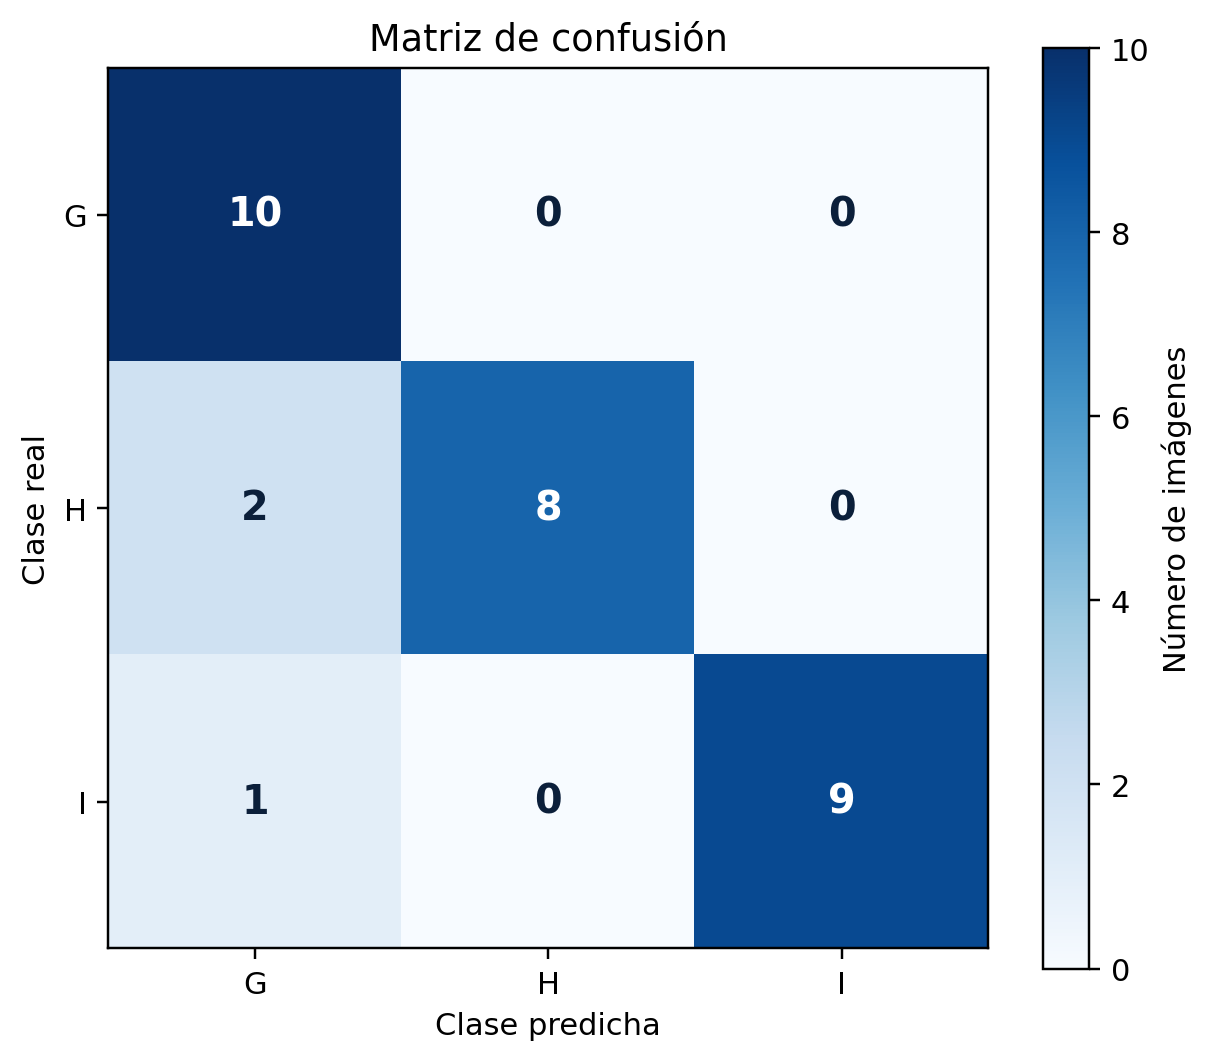 Matriz de confusión
G 10 0 0
H 2 8 0
I 1 0 9
G H I
Clase predicha
Clase real
10
8
6
4
2
0
Número de imágenes